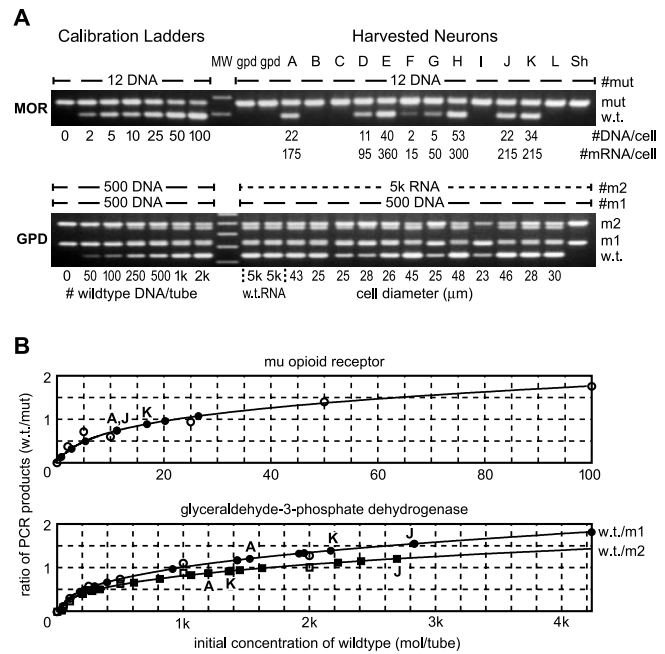 A
Calibration Ladders
Harvested Neurons
MW gpd gpd A B C D E F G H I J K L Sh
12 DNA 12 DNA #mut
MOR mut
w.t.
0 2 5 10 25 50 100 22 11 40 2 5 53 22 34 #DNA/cell
175 95 360 15 50 300 215 215 #mRNA/cell
500 DNA 5k RNA #m2
500 DNA 500 DNA #m1
m2
GPD m1
w.t.
0 50 100 250 500 1k 2k 5k 5k 43 25 25 28 26 45 25 48 23 46 28 30
# wildtype DNA/tube w.t.RNA cell diameter (µm)
B
mu opioid receptor
2
1
0
A,J K
0 20 40 60 80 100
ratio of PCR products (w.t./mut)
glyceraldehyde-3-phosphate dehydrogenase
2
1
0
A K J w.t./m1
w.t./m2
A K J
0 1k 2k 3k 4k
initial concentration of wildtype (mol/tube)